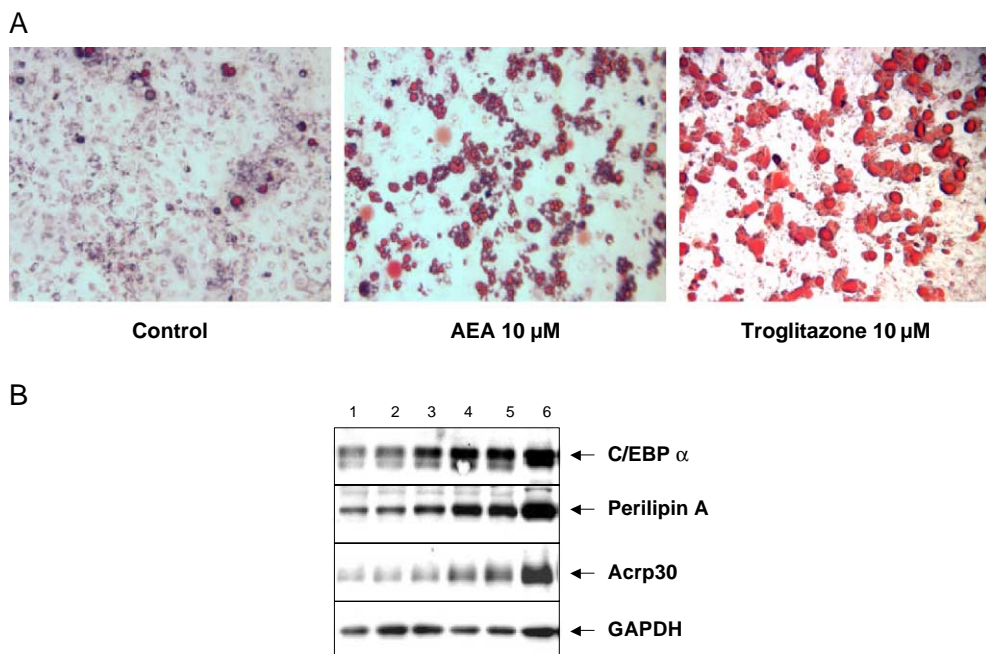 A
Control
AEA 10 µM
Troglitazone 10 µM
B
1 2 3 4 5 6
C/EBP α
Perilipin A
Acrp30
GAPDH